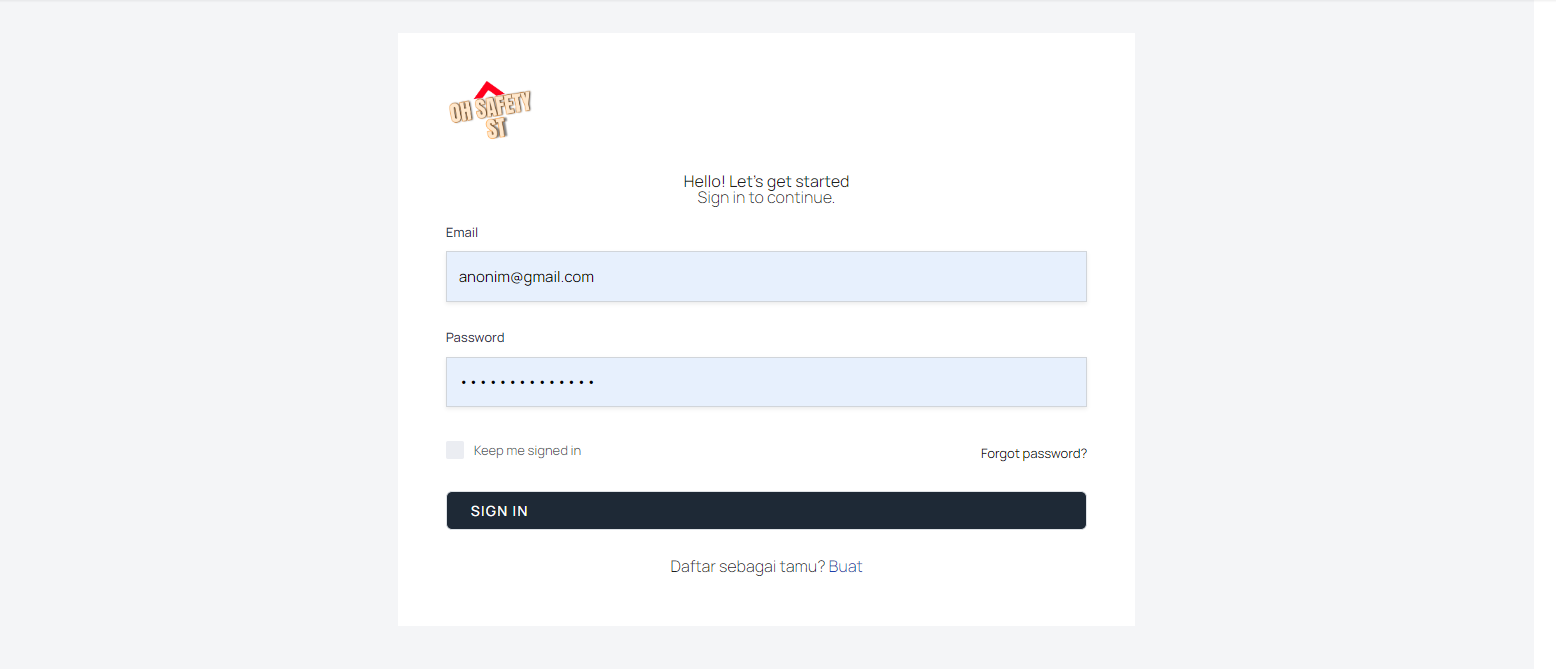 OH SAFETY
ST
Hello! Let's get started
Sign in to continue.
Email
anonim@gmail.com
Password
••••••••••••••
Keep me signed in
Forgot password?
SIGN IN
Daftar sebagai tamu? Buat